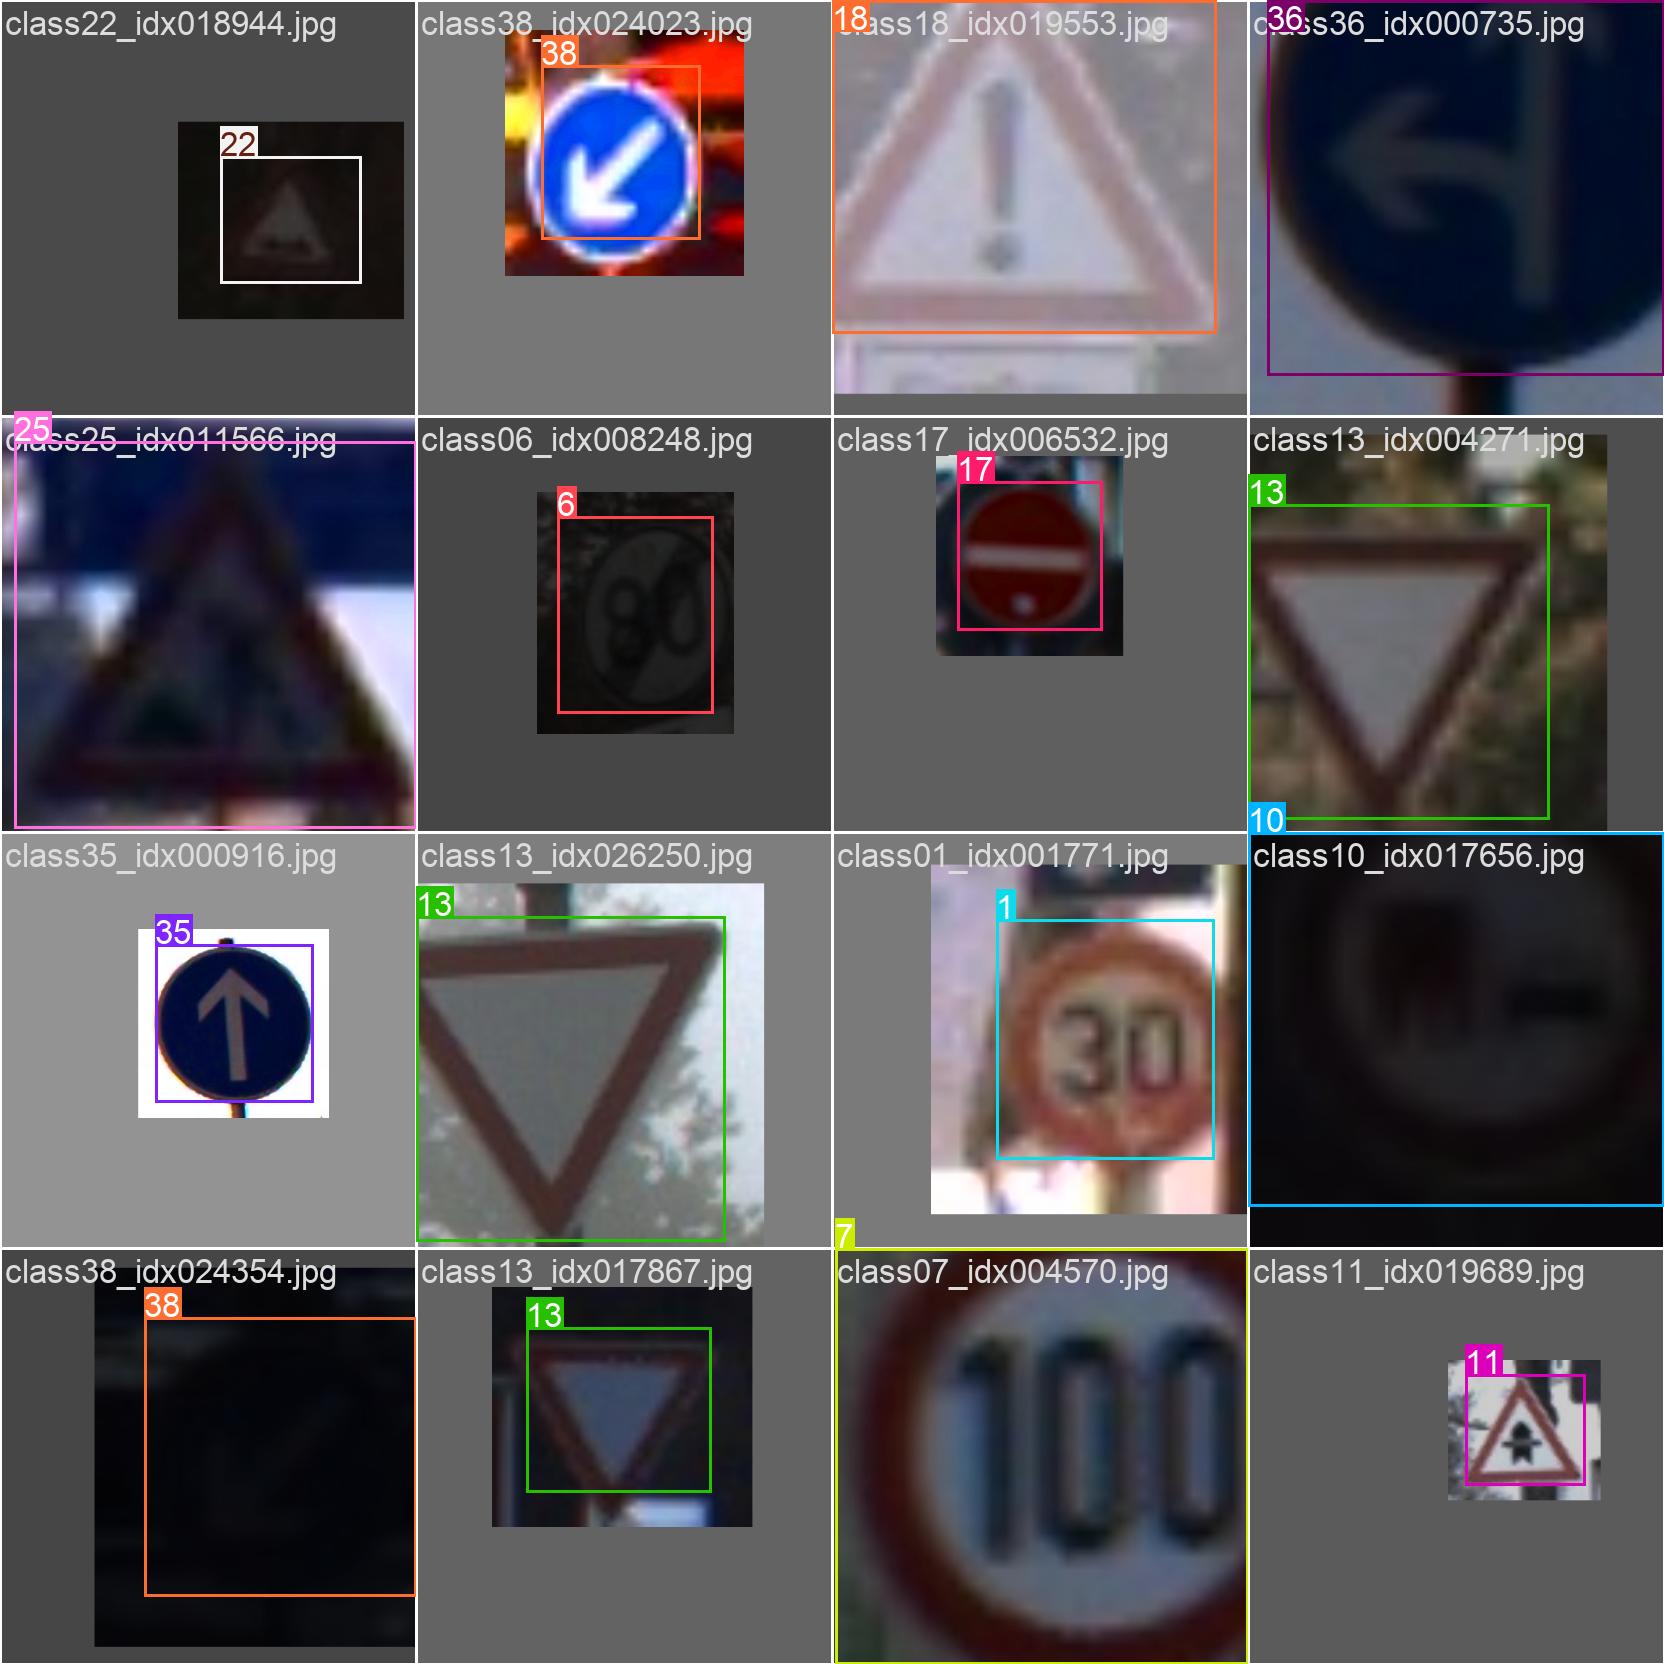 class22_idx018944.jpg
22
class38_idx024023.jpg
38
class18_idx019553.jpg
18
class36_idx000735.jpg
36
class25_idx011566.jpg
25
class06_idx008248.jpg
6
80
class17_idx006532.jpg
17
class13_idx004271.jpg
13
class35_idx000916.jpg
35
class13_idx026250.jpg
13
class01_idx001771.jpg
1
30
class10_idx017656.jpg
10
class38_idx024354.jpg
38
class13_idx017867.jpg
13
class07_idx004570.jpg
7
100
class11_idx019689.jpg
11